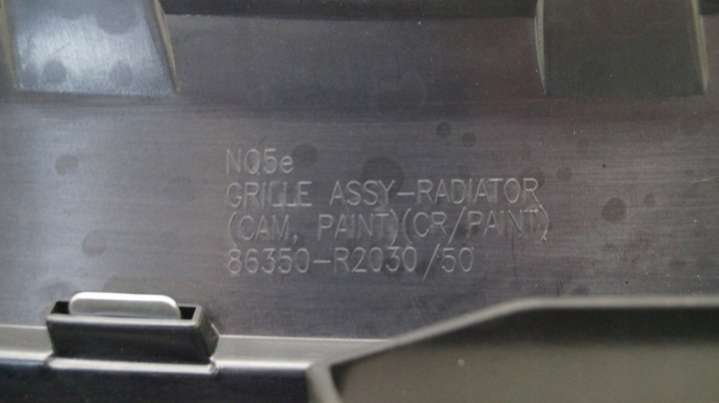 NQ5e
GRILLE ASSY-RADIATOR
(CAM, PAINT)(CR/PAINT)
86350-R2030/50